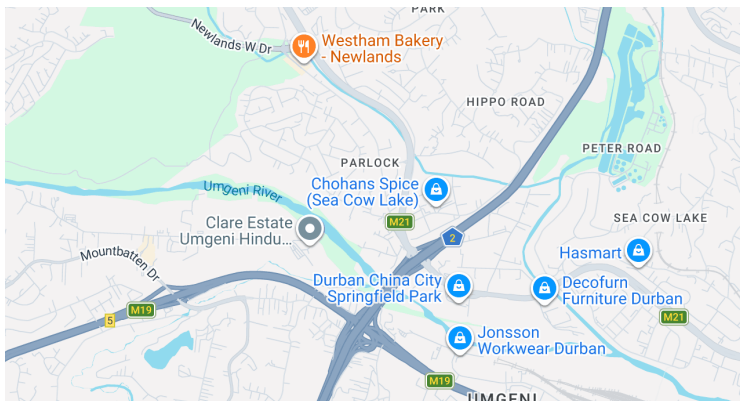 PARK
Newlands W Dr
Westham Bakery
- Newlands
HIPPO ROAD
PETER ROAD
PARLOCK
Umgeni River
Chohans Spice
(Sea Cow Lake)
M21
SEA COW LAKE
Clare Estate
Umgeni Hindu...
2
Hasmart
Mountbatten Dr
Durban China City
Springfield Park
Decofurn
Furniture Durban
M19
5
M21
Jonsson
Workwear Durban
M19
UMGENI